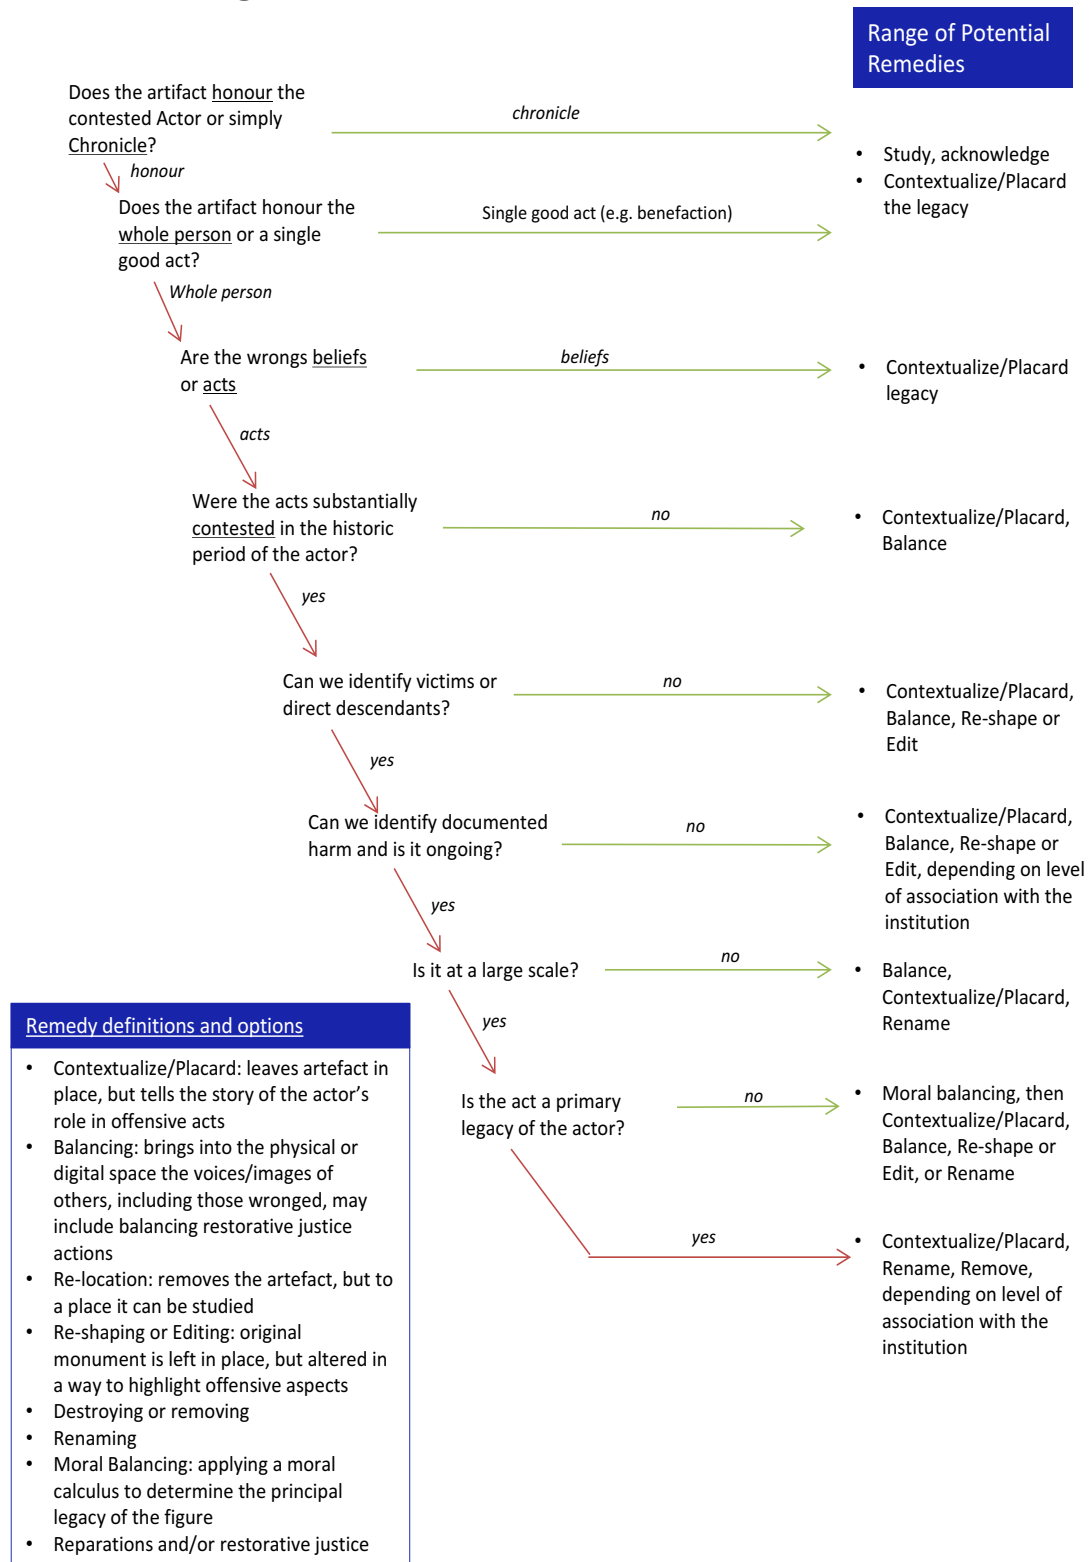 Range of Potential
Remedies
Does the artifact honour the
contested Actor or simply
Chronicle?
chronicle
• Study, acknowledge
• Contextualize/Placard
the legacy
honour
Does the artifact honour the
whole person or a single
good act?
Single good act (e.g. benefaction)
Whole person
Are the wrongs beliefs
or acts
beliefs
• Contextualize/Placard
legacy
acts
Were the acts substantially
contested in the historic
period of the actor?
no
• Contextualize/Placard,
Balance
yes
Can we identify victims or
direct descendants?
no
• Contextualize/Placard,
Balance, Re-shape or
Edit
yes
Can we identify documented
harm and is it ongoing?
no
• Contextualize/Placard,
Balance, Re-shape or
Edit, depending on level
of association with the
institution
yes
Is it at a large scale?
no
• Balance,
Contextualize/Placard,
Rename
yes
Is the act a primary
legacy of the actor?
no
• Moral balancing, then
Contextualize/Placard,
Balance, Re-shape or
Edit, or Rename
yes
• Contextualize/Placard,
Rename, Remove,
depending on level of
association with the
institution
Remedy definitions and options
• Contextualize/Placard: leaves artefact in
place, but tells the story of the actor’s
role in offensive acts
• Balancing: brings into the physical or
digital space the voices/images of
others, including those wronged, may
include balancing restorative justice
actions
• Re-location: removes the artefact, but to
a place it can be studied
• Re-shaping or Editing: original
monument is left in place, but altered in
a way to highlight offensive aspects
• Destroying or removing
• Renaming
• Moral Balancing: applying a moral
calculus to determine the principal
legacy of the figure
• Reparations and/or restorative justice